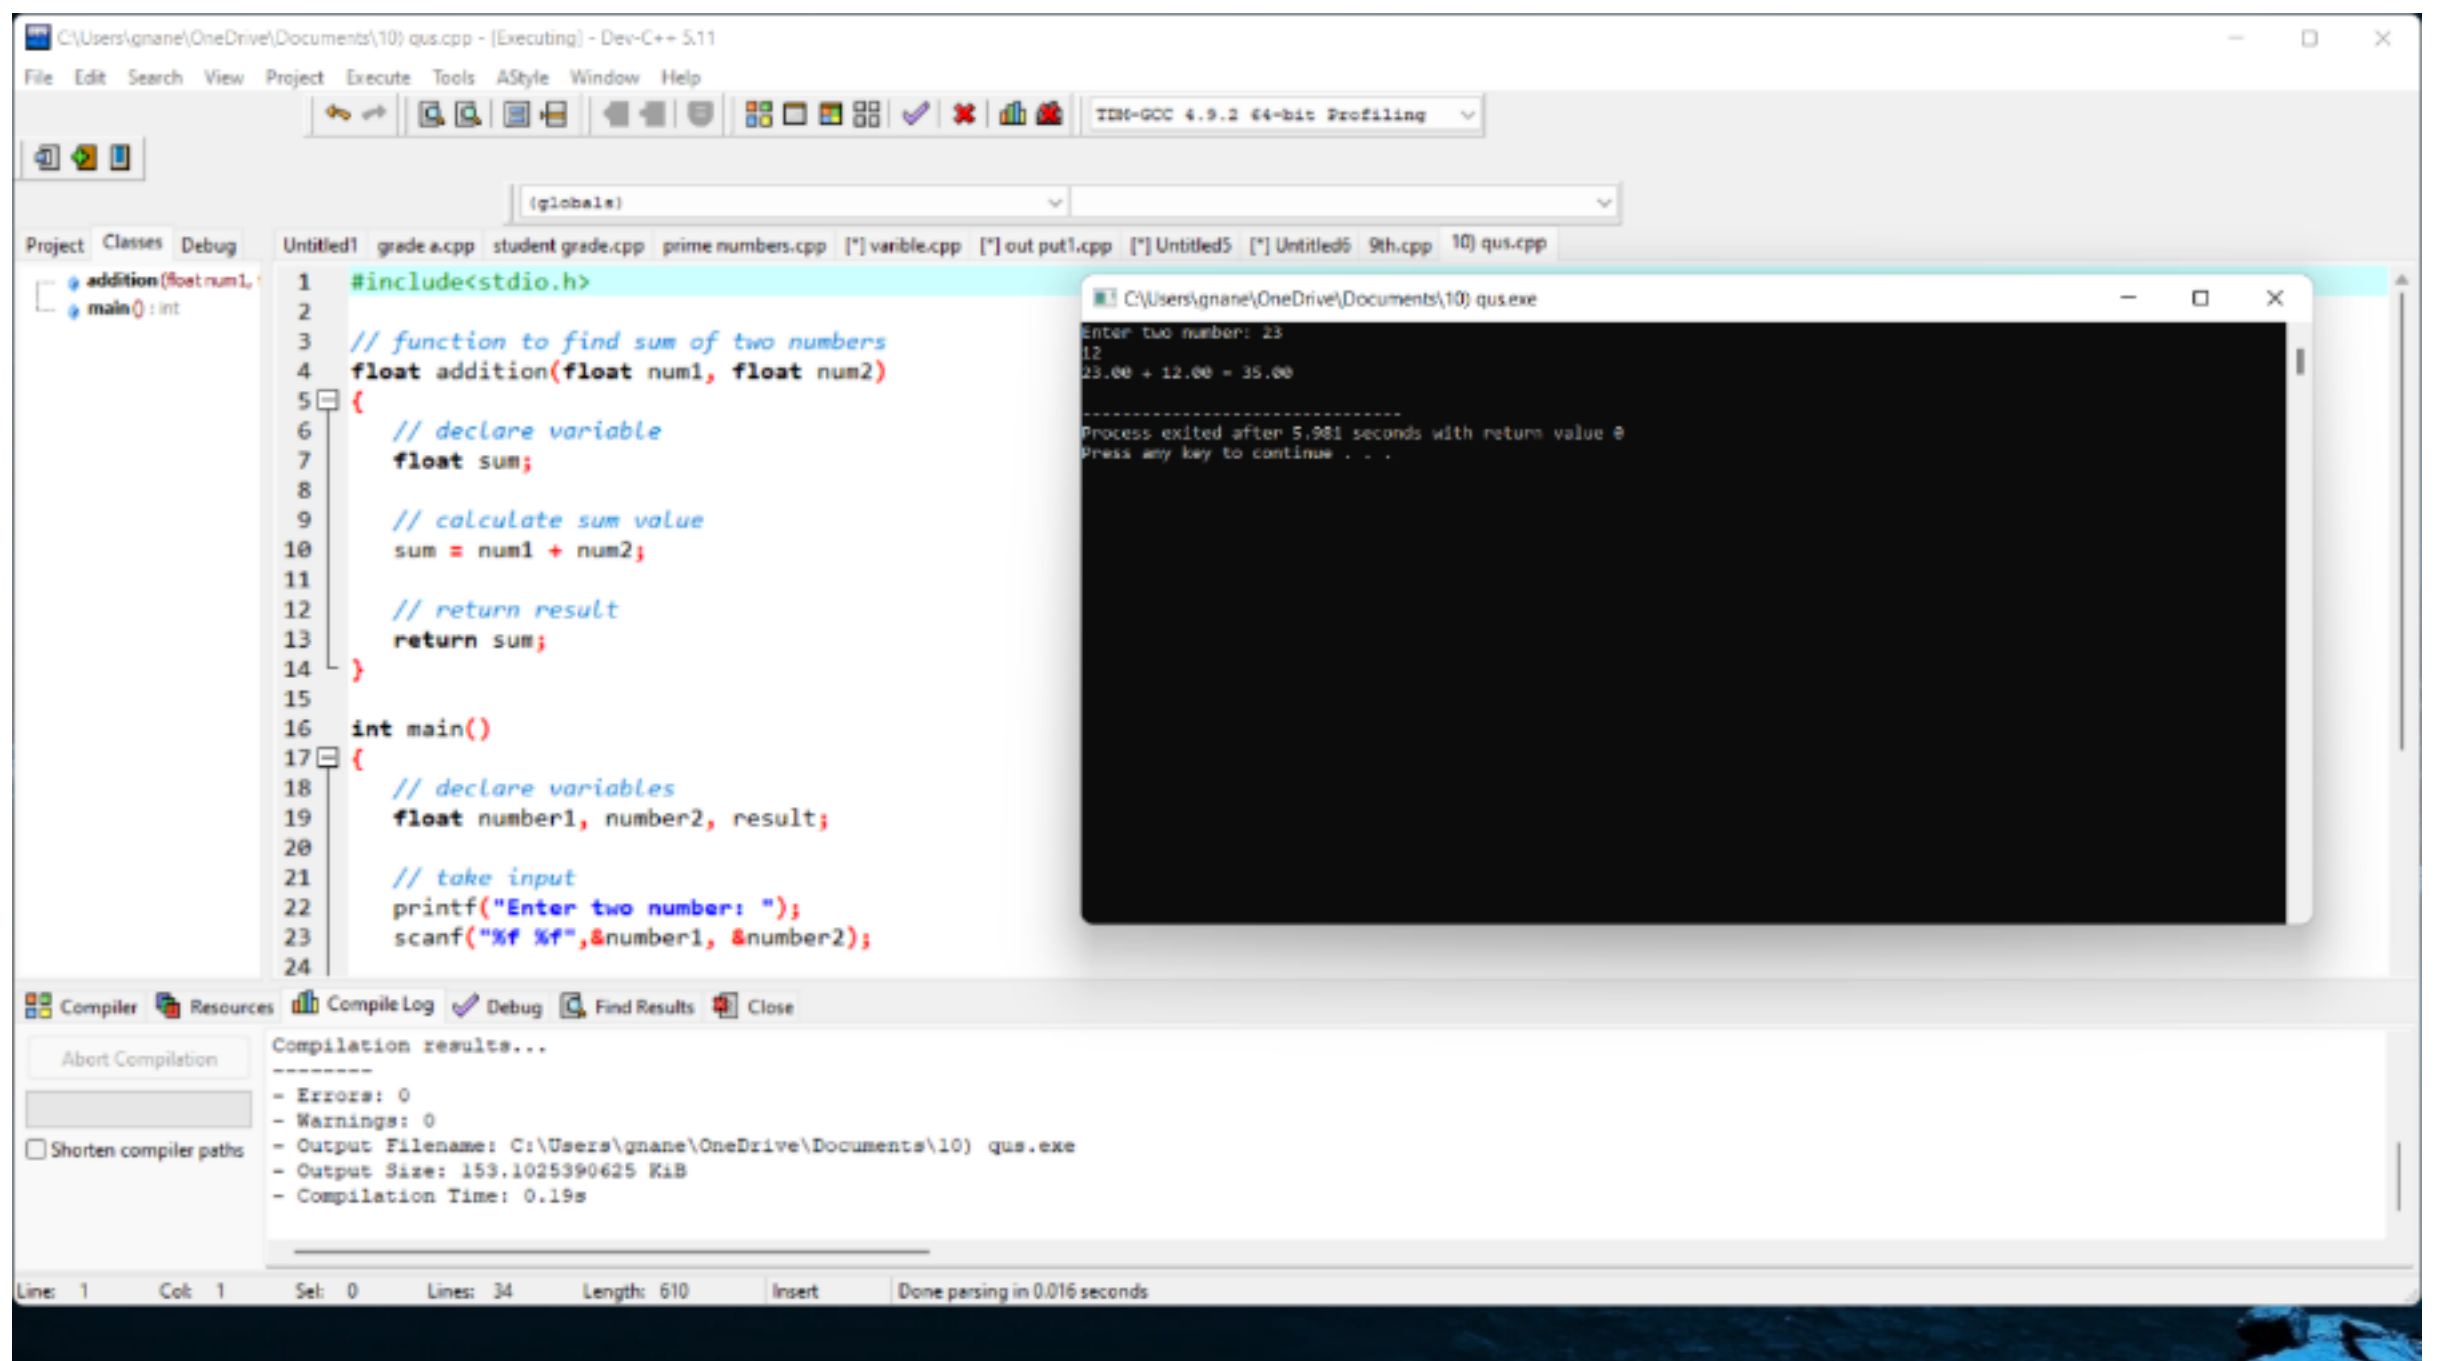 C:\Users\gnane\OneDrive\Documents\10) qus.cpp - [Executing] - Dev-C++ 5.11
File Edit Search View Project Execute Tools AStyle Window Help
TDM-GCC 4.9.2 64-bit Profiling
(globals)
Project Classes Debug
Untitled1 grade a.cpp student grade.cpp prime numbers.cpp [*] varible.cpp [*] out put1.cpp [*] Untitled5 [*] Untitled6 9th.cpp 10) qus.cpp
addition (float num1,
main () : int
1 #include<stdio.h>
2
3 // function to find sum of two numbers
4 float addition(float num1, float num2)
5 {
6 // declare variable
7 float sum;
8
9 // calculate sum value
10 sum = num1 + num2;
11
12 // return result
13 return sum;
14 }
15
16 int main()
17 {
18 // declare variables
19 float number1, number2, result;
20
21 // take input
22 printf("Enter two number: ");
23 scanf("%f %f",&number1, &number2);
24
C:\Users\gnane\OneDrive\Documents\10) qus.exe
Enter two number: 23
12
23.00 + 12.00 = 35.00
--------------------------------
Process exited after 5.981 seconds with return value 0
Press any key to continue . . .
Compiler Resources Compile Log Debug Find Results Close
Abort Compilation
Shorten compiler paths
Compilation results...
--------
- Errors: 0
- Warnings: 0
- Output Filename: C:\Users\gnane\OneDrive\Documents\10) qus.exe
- Output Size: 153.1025390625 KiB
- Compilation Time: 0.19s
Line: 1 Col: 1 Sel: 0 Lines: 34 Length: 610 Insert Done parsing in 0.016 seconds